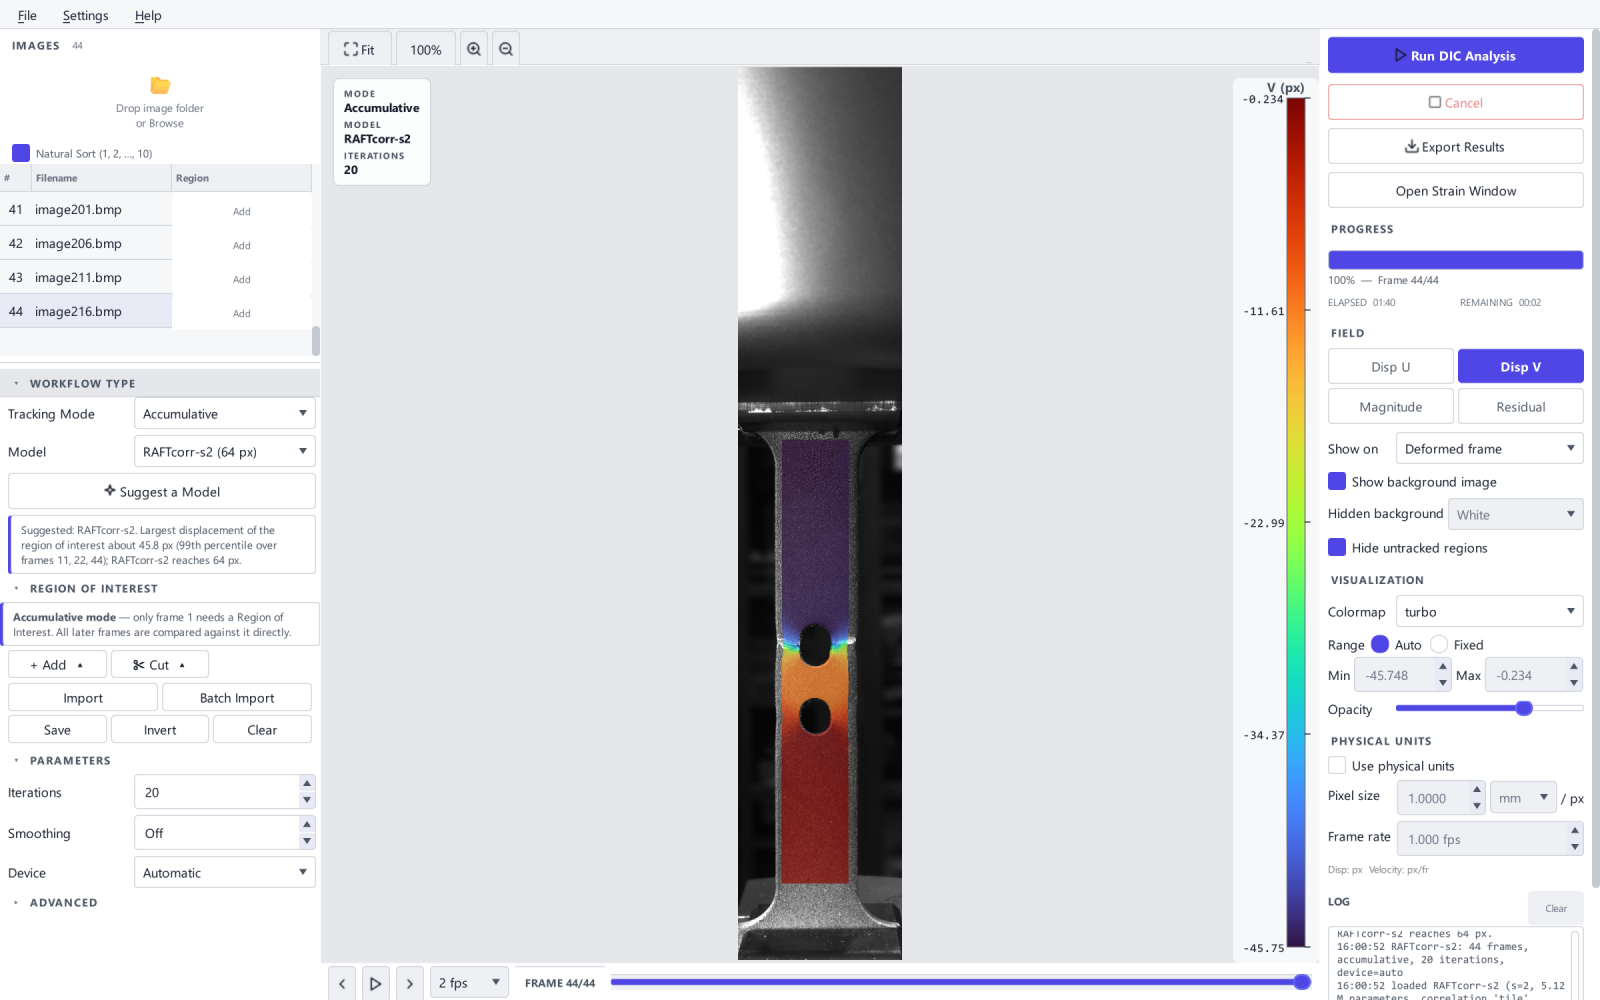 File Settings Help
IMAGES 44
Drop image folder
or Browse
Natural Sort (1, 2, ..., 10)
# Filename Region
41 image201.bmp Add
42 image206.bmp Add
43 image211.bmp Add
44 image216.bmp Add
WORKFLOW TYPE
Tracking Mode Accumulative
Model RAFTcorr-s2 (64 px)
Suggest a Model
Suggested: RAFTcorr-s2. Largest displacement of the
region of interest about 45.8 px (99th percentile over
frames 11, 22, 44); RAFTcorr-s2 reaches 64 px.
REGION OF INTEREST
Accumulative mode — only frame 1 needs a Region of
Interest. All later frames are compared against it directly.
+ Add Cut
Import Batch Import
Save Invert Clear
PARAMETERS
Iterations 20
Smoothing Off
Device Automatic
ADVANCED
Fit 100%
MODE
Accumulative
MODEL
RAFTcorr-s2
ITERATIONS
20
V (px)
-0.234
-11.61
-22.99
-34.37
-45.75
2 fps FRAME 44/44
Run DIC Analysis
Cancel
Export Results
Open Strain Window
PROGRESS
100% — Frame 44/44
ELAPSED 01:40 REMAINING 00:02
FIELD
Disp U Disp V
Magnitude Residual
Show on Deformed frame
Show background image
Hidden background White
Hide untracked regions
VISUALIZATION
Colormap turbo
Range Auto Fixed
Min -45.748 Max -0.234
Opacity
PHYSICAL UNITS
Use physical units
Pixel size 1.0000 mm / px
Frame rate 1.000 fps
Disp: px Velocity: px/fr
LOG Clear
RAFTcorr-s2 reaches 64 px.
16:00:52 RAFTcorr-s2: 44 frames,
accumulative, 20 iterations,
device=auto
16:00:52 loaded RAFTcorr-s2 (s=2, 5.12
M parameters, correlation 'tile'